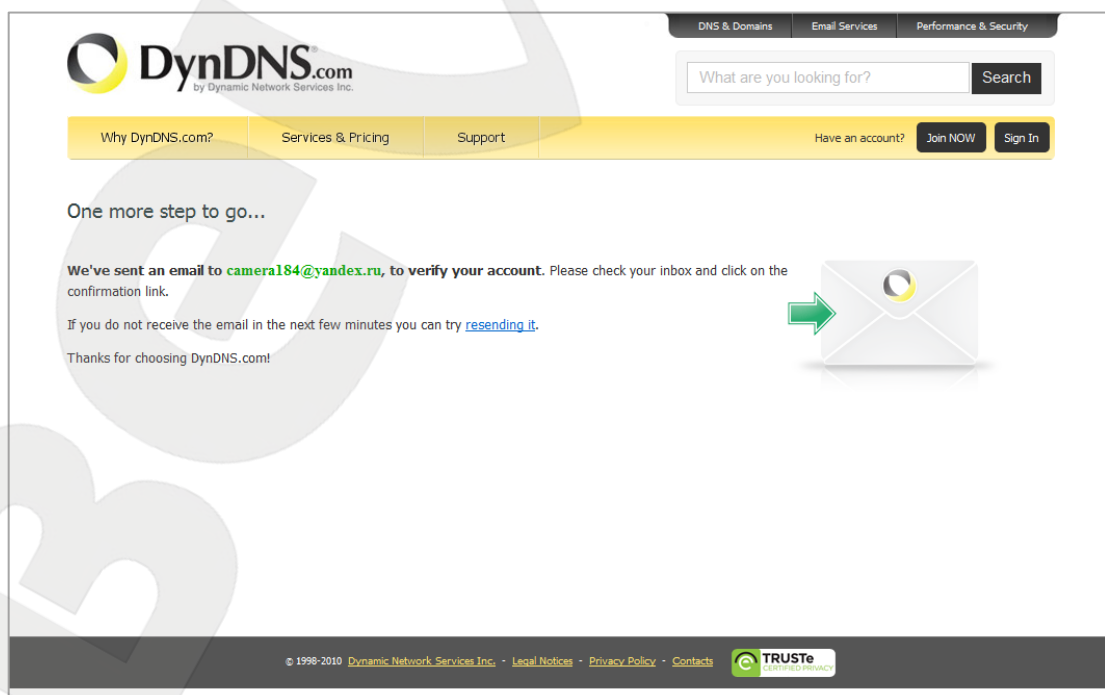 DNS & Domains Email Services Performance & Security
DynDNS.com
by Dynamic Network Services Inc.
What are you looking for? Search
Why DynDNS.com? Services & Pricing Support Have an account? Join NOW Sign In
One more step to go...
We've sent an email to camera184@yandex.ru, to verify your account. Please check your inbox and click on the
confirmation link.
If you do not receive the email in the next few minutes you can try resending it.
Thanks for choosing DynDNS.com!
© 1998-2010 Dynamic Network Services Inc. - Legal Notices - Privacy Policy - Contacts TRUSTe
CERTIFIED PRIVACY